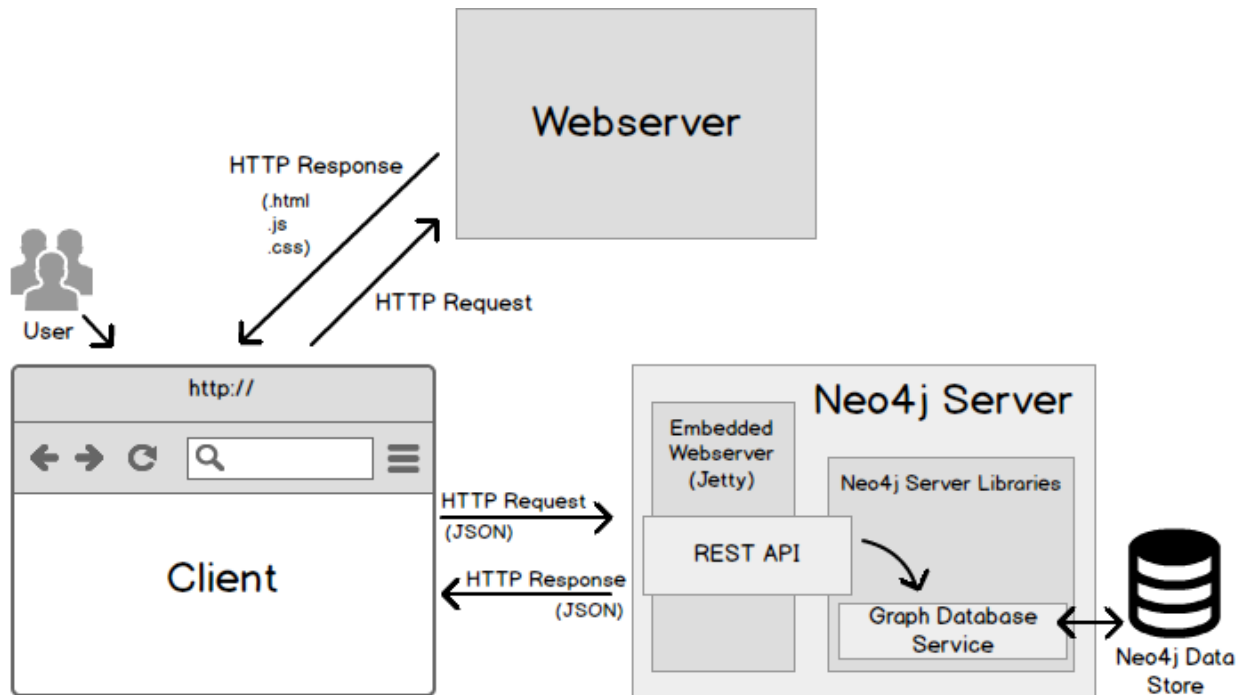 Webserver
HTTP Response
(.html
.js
.css)
HTTP Request
User
http://
Client
HTTP Request
(JSON)
HTTP Response
(JSON)
Neo4j Server
Embedded
Webserver
(Jetty)
Neo4j Server Libraries
REST API
Graph Database
Service
Neo4j Data
Store